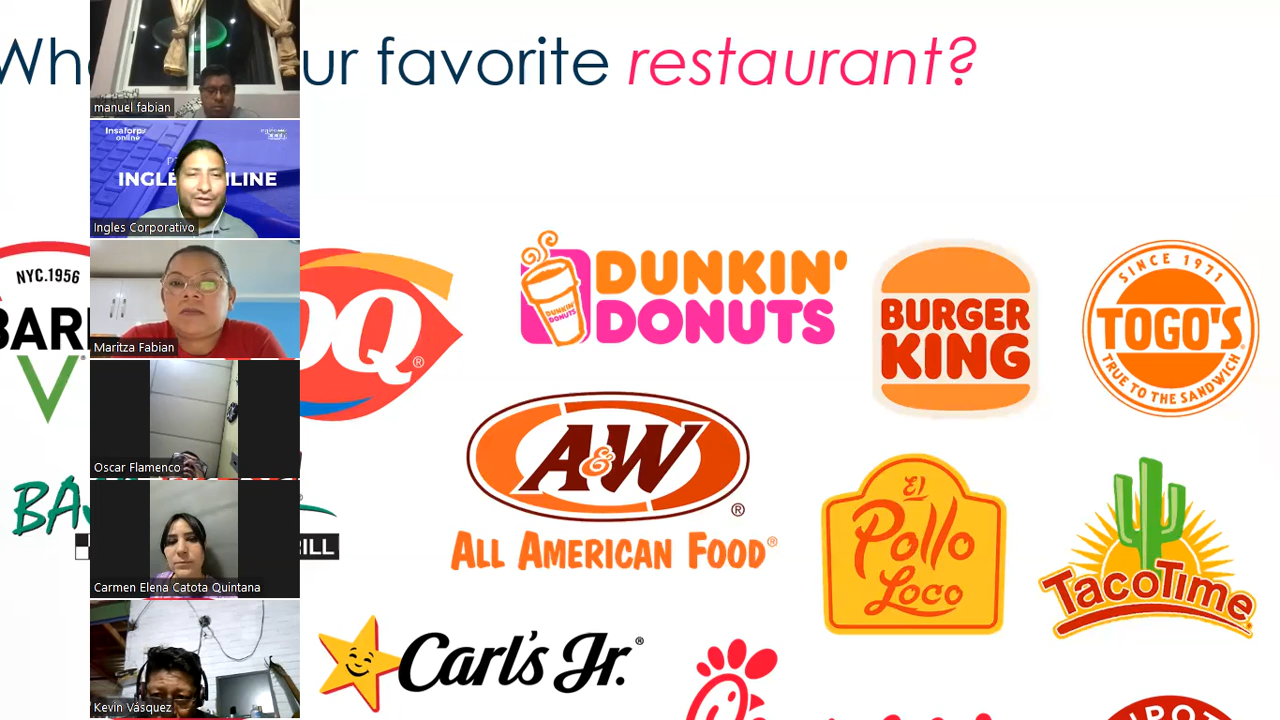 ur favorite restaurant?
manuel fabian
Insaforp
online
INGLE
LINE
Ingles Corporativo
Maritza Fabian
Oscar Flamenco
Carmen Elena Catota Quintana
Kevin Vásquez
NYC.1956
DQ®
DUNKIN'
DONUTS
DUNKIN'
DONUTS
BURGER
KING
SINCE 1971
TOGO'S®
TRUE TO THE SANDWICH
A&W®
ALL AMERICAN FOOD®
El
Pollo
Loco
TacoTime®
Carl's Jr.®